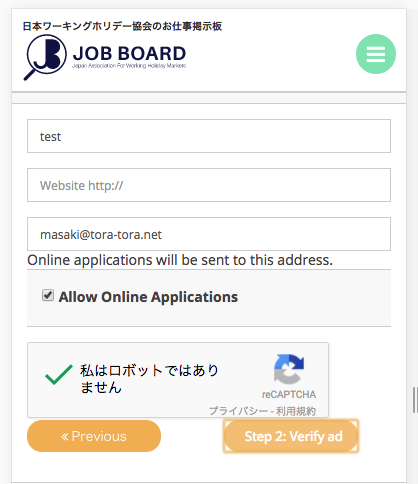 日本ワーキングホリデー協会のお仕事掲示板
JOB BOARD
Japan Association For Working Holiday Makers
test
Website http://
masaki@tora-tora.net
Online applications will be sent to this address.
Allow Online Applications
私はロボットではあり
ません
reCAPTCHA
プライバシー - 利用規約
« Previous
Step 2: Verify ad